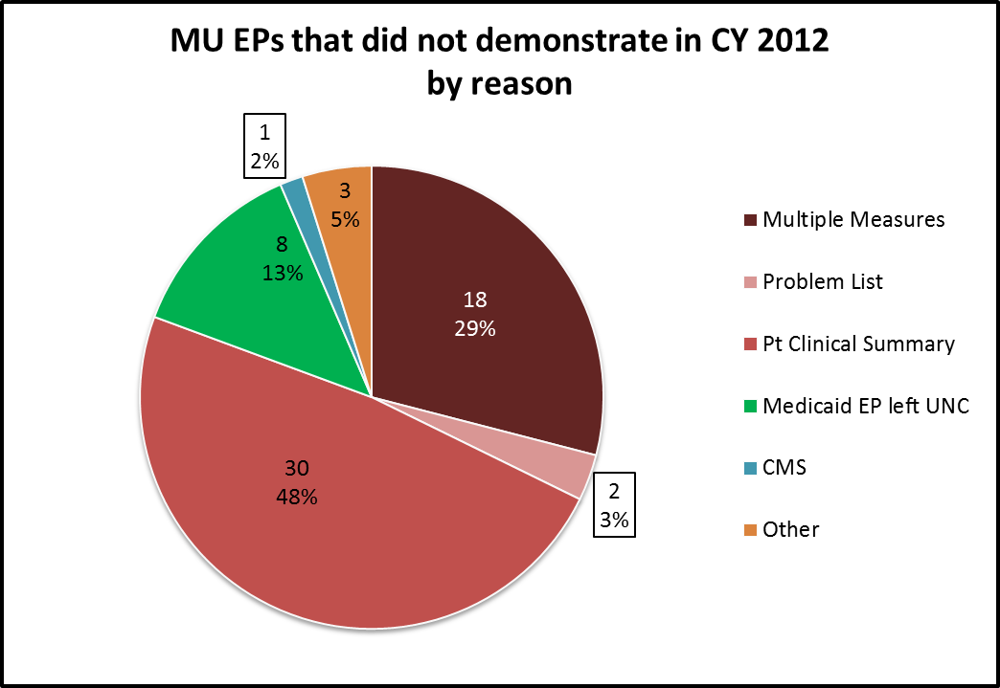 MU EPs that did not demonstrate in CY 2012
by reason
1
2%
3
5%
8
13%
18
29%
30
48%
2
3%
Multiple Measures
Problem List
Pt Clinical Summary
Medicaid EP left UNC
CMS
Other